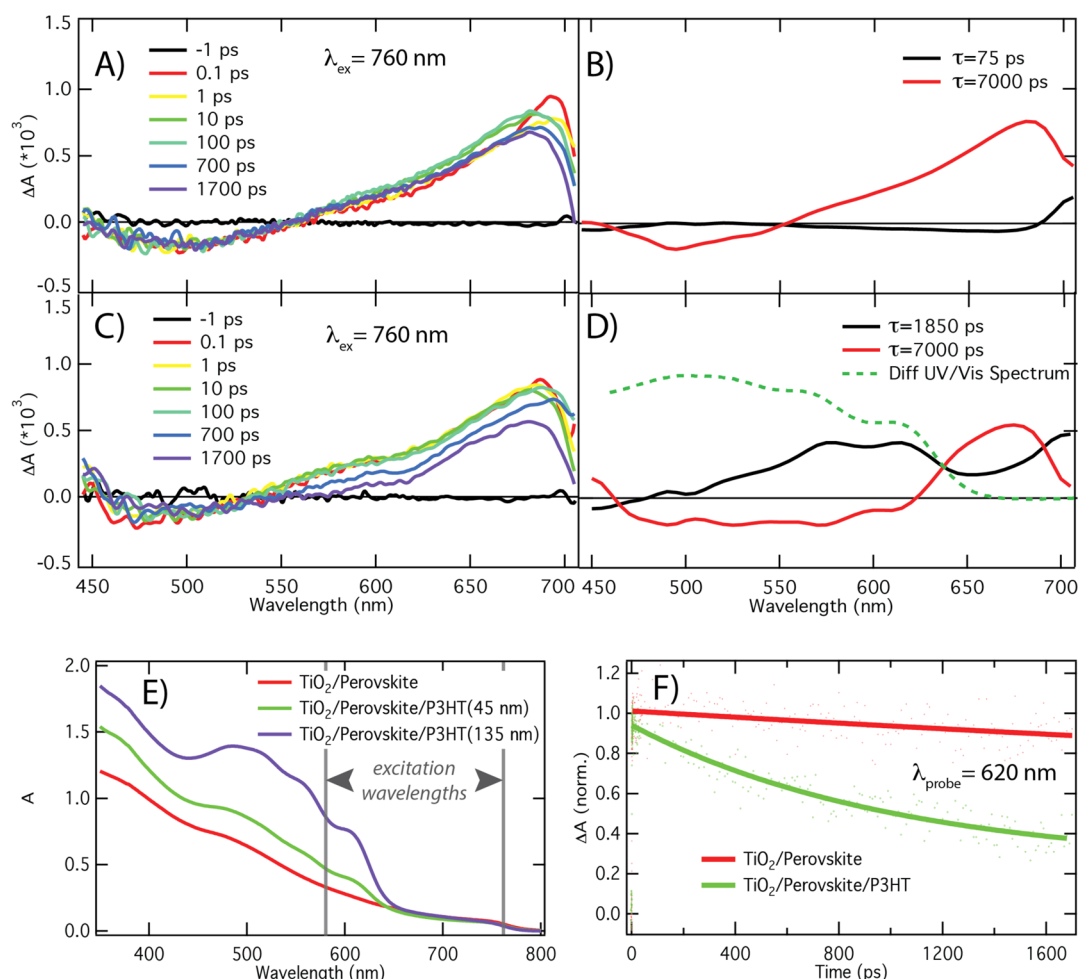 A)
λex= 760 nm
-1 ps
0.1 ps
1 ps
10 ps
100 ps
700 ps
1700 ps
ΔA (*10³)
1.5
1.0
0.5
0.0
-0.5
B)
τ=75 ps
τ=7000 ps
C)
λex= 760 nm
-1 ps
0.1 ps
1 ps
10 ps
100 ps
700 ps
1700 ps
ΔA (*10³)
1.5
1.0
0.5
0.0
-0.5
450 500 550 600 650 700
Wavelength (nm)
D)
τ=1850 ps
τ=7000 ps
Diff UV/Vis Spectrum
450 500 550 600 650 700
Wavelength (nm)
E)
TiO₂/Perovskite
TiO₂/Perovskite/P3HT(45 nm)
TiO₂/Perovskite/P3HT(135 nm)
excitation
wavelengths
A
2.0
1.5
1.0
0.5
0.0
400 500 600 700 800
Wavelength (nm)
F)
λprobe= 620 nm
TiO₂/Perovskite
TiO₂/Perovskite/P3HT
ΔA (norm.)
1.2
1.0
0.8
0.6
0.4
0.0
0 400 800 1200 1600
Time (ps)